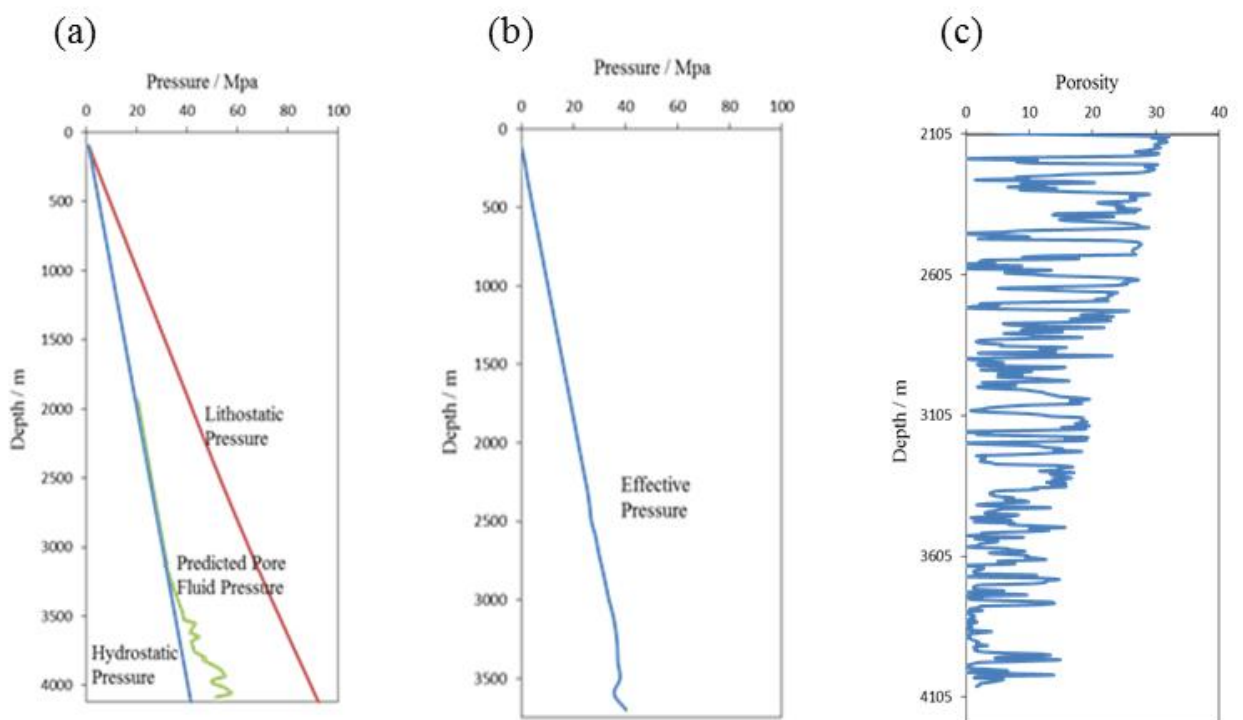 (a)
Pressure / Mpa
0 20 40 60 80 100
0
500
1000
1500
2000
2500
3000
3500
4000
Depth / m
Lithostatic
Pressure
Predicted Pore
Fluid Pressure
Hydrostatic
Pressure
(b)
Pressure / Mpa
0 20 40 60 80 100
0
500
1000
1500
2000
2500
3000
3500
Depth / m
Effective
Pressure
(c)
Porosity
0 10 20 30 40
2105
2605
3105
3605
4105
Depth / m